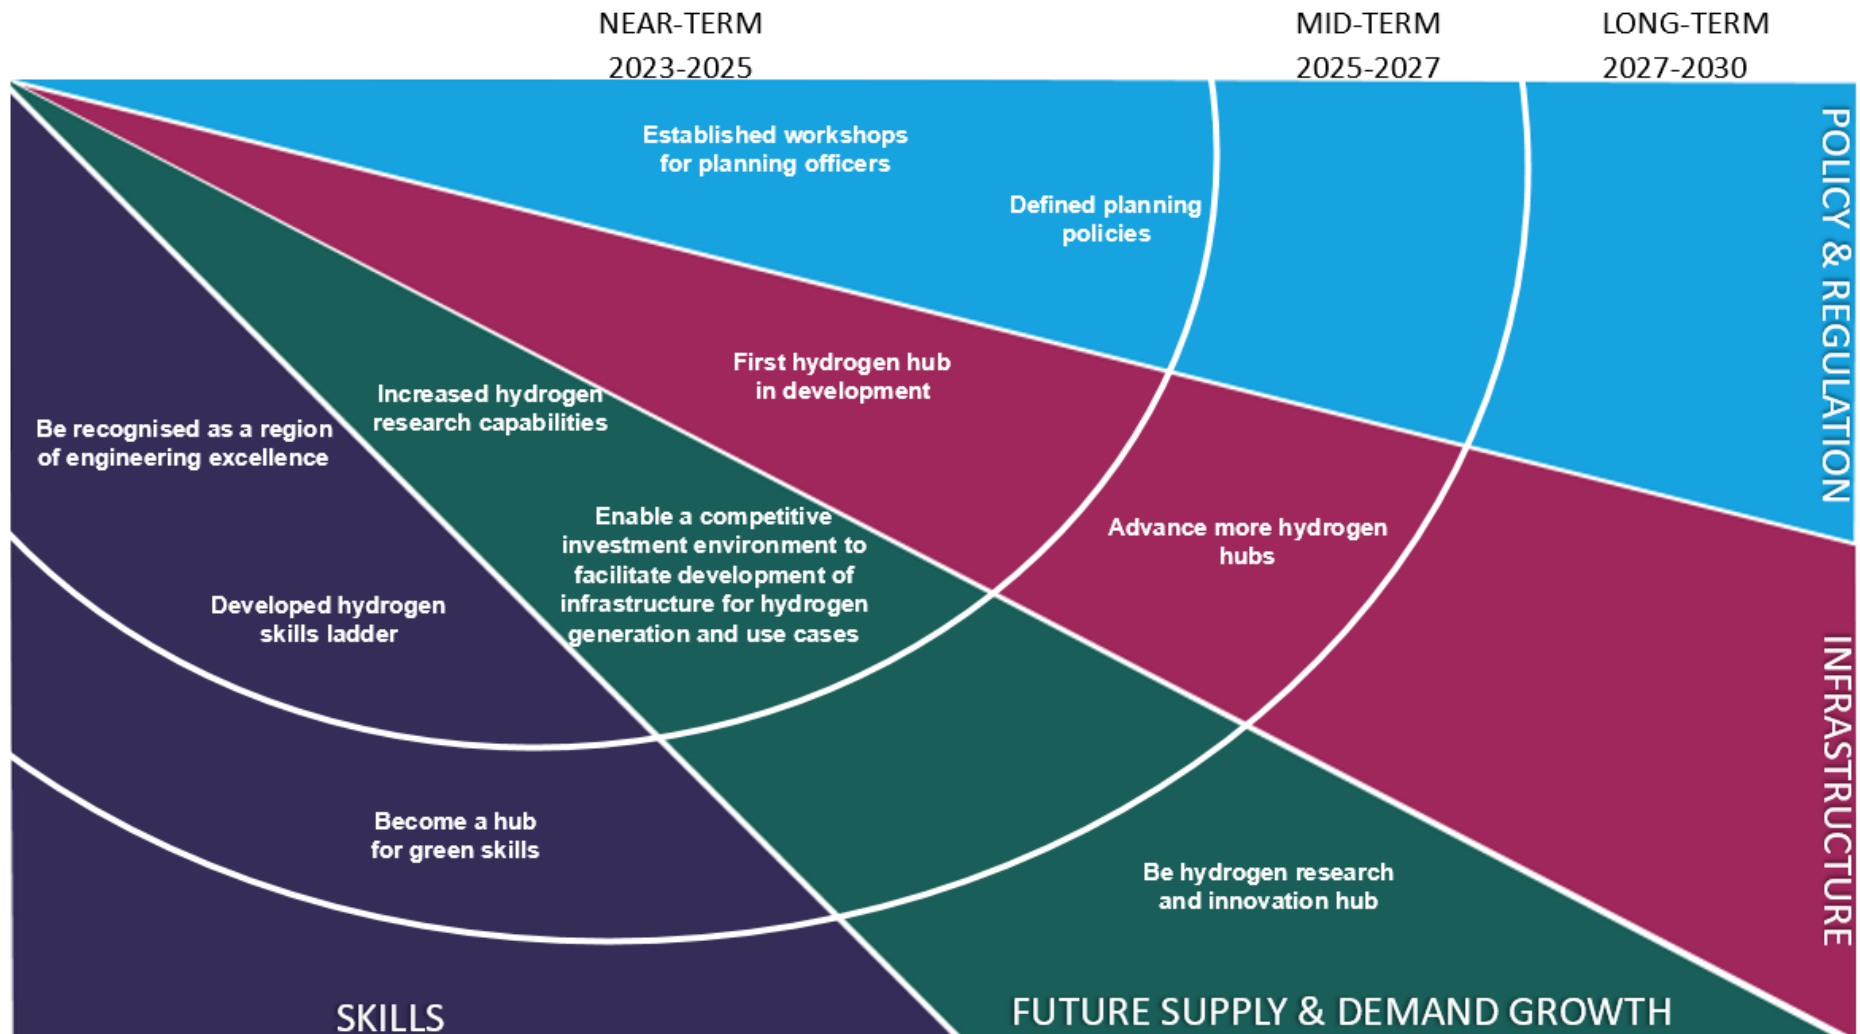 NEAR-TERM
2023-2025
MID-TERM
2025-2027
LONG-TERM
2027-2030
Established workshops
for planning officers
Defined planning
policies
POLICY & REGULATION
First hydrogen hub
in development
Advance more hydrogen
hubs
INFRASTRUCTURE
Increased hydrogen
research capabilities
Enable a competitive
investment environment to
facilitate development of
infrastructure for hydrogen
generation and use cases
Be hydrogen research
and innovation hub
FUTURE SUPPLY & DEMAND GROWTH
Be recognised as a region
of engineering excellence
Developed hydrogen
skills ladder
Become a hub
for green skills
SKILLS